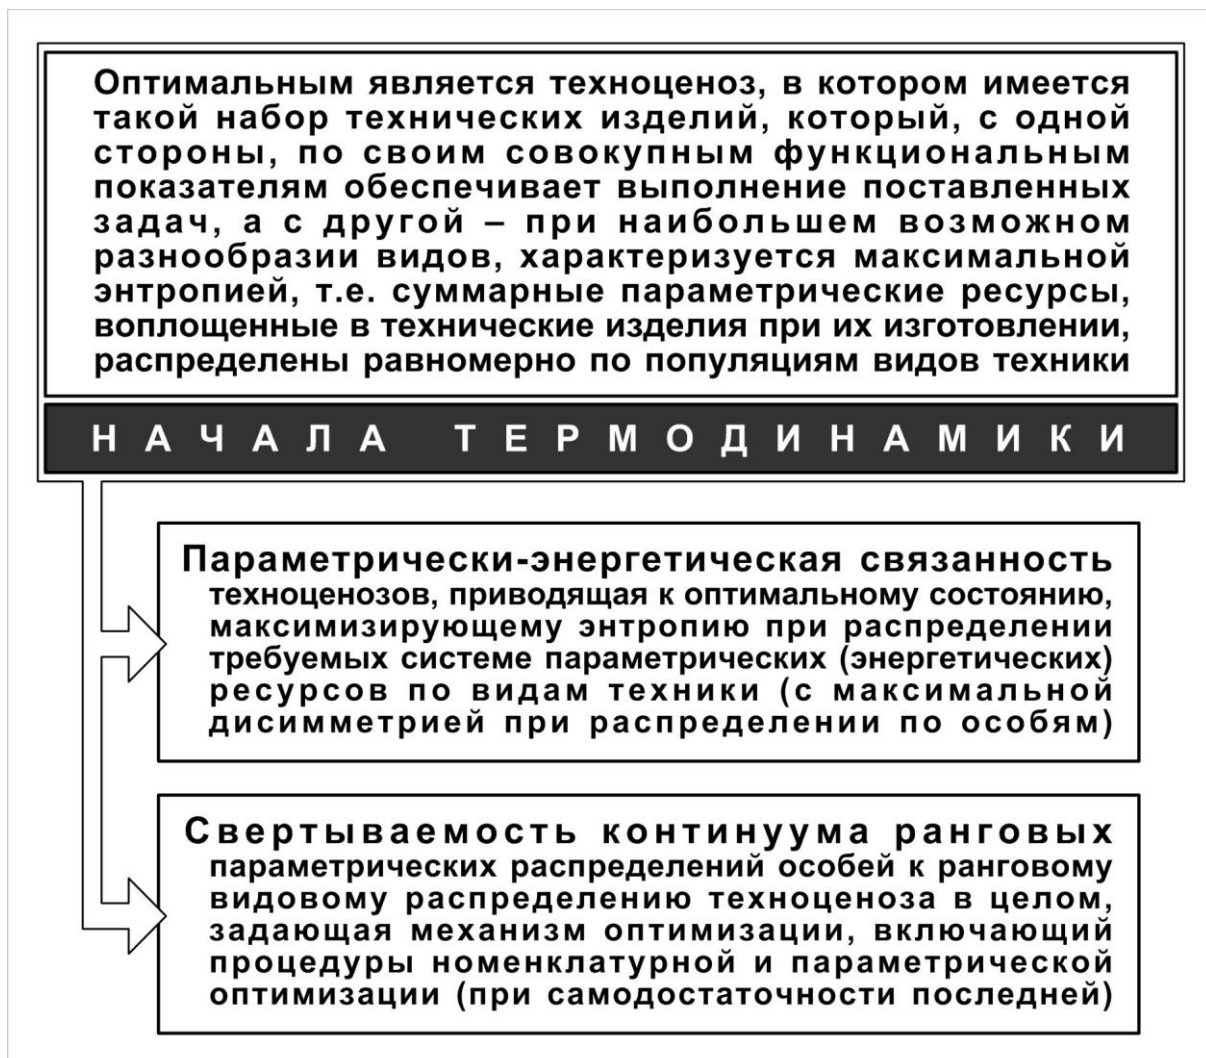 Оптимальным является техноценоз, в котором имеется
такой набор технических изделий, который, с одной
стороны, по своим совокупным функциональным
показателям обеспечивает выполнение поставленных
задач, а с другой – при наибольшем возможном
разнообразии видов, характеризуется максимальной
энтропией, т.е. суммарные параметрические ресурсы,
воплощенные в технические изделия при их изготовлении,
распределены равномерно по популяциям видов техники
НАЧАЛА ТЕРМОДИНАМИКИ
Параметрически-энергетическая связанность
техноценозов, приводящая к оптимальному состоянию,
максимизирующему энтропию при распределении
требуемых системе параметрических (энергетических)
ресурсов по видам техники (с максимальной
дисимметрией при распределении по особям)
Свертываемость континуума ранговых
параметрических распределений особей к ранговому
видовому распределению техноценоза в целом,
задающая механизм оптимизации, включающий
процедуры номенклатурной и параметрической
оптимизации (при самодостаточности последней)